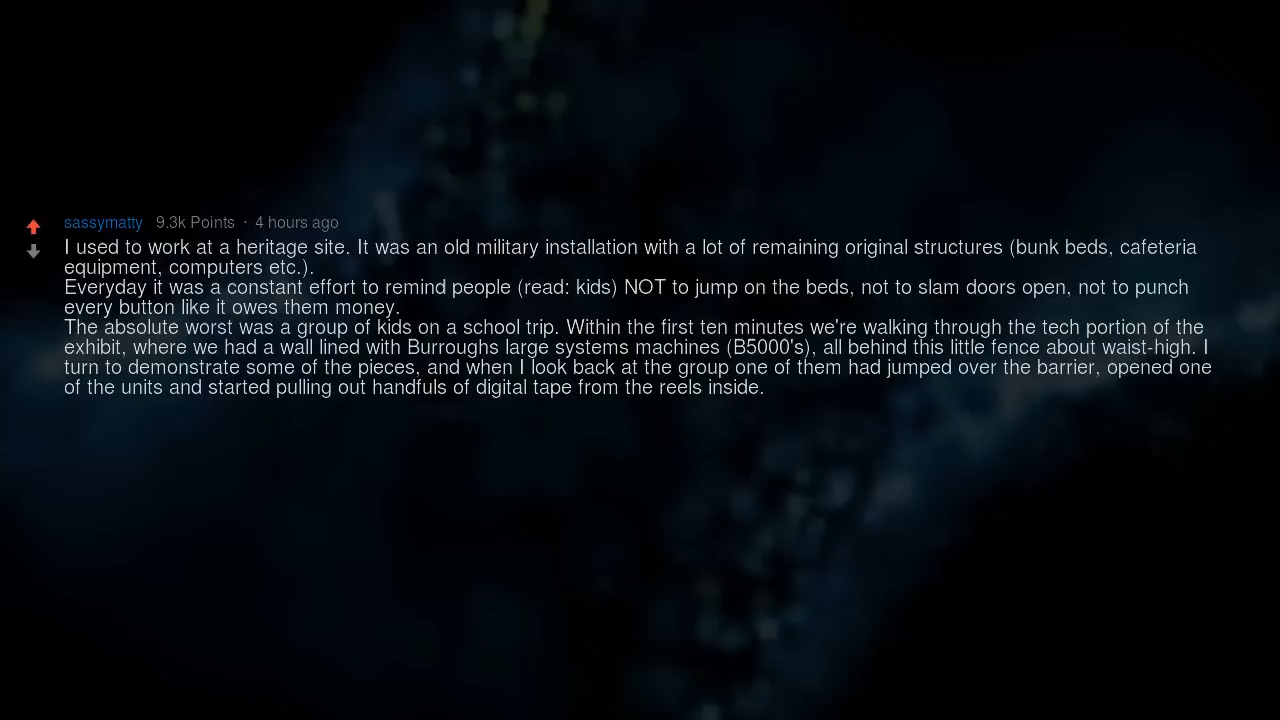 sassymatty 9.3k Points · 4 hours ago
I used to work at a heritage site. It was an old military installation with a lot of remaining original structures (bunk beds, cafeteria
equipment, computers etc.).
Everyday it was a constant effort to remind people (read: kids) NOT to jump on the beds, not to slam doors open, not to punch
every button like it owes them money.
The absolute worst was a group of kids on a school trip. Within the first ten minutes we're walking through the tech portion of the
exhibit, where we had a wall lined with Burroughs large systems machines (B5000's), all behind this little fence about waist-high. I
turn to demonstrate some of the pieces, and when I look back at the group one of them had jumped over the barrier, opened one
of the units and started pulling out handfuls of digital tape from the reels inside.